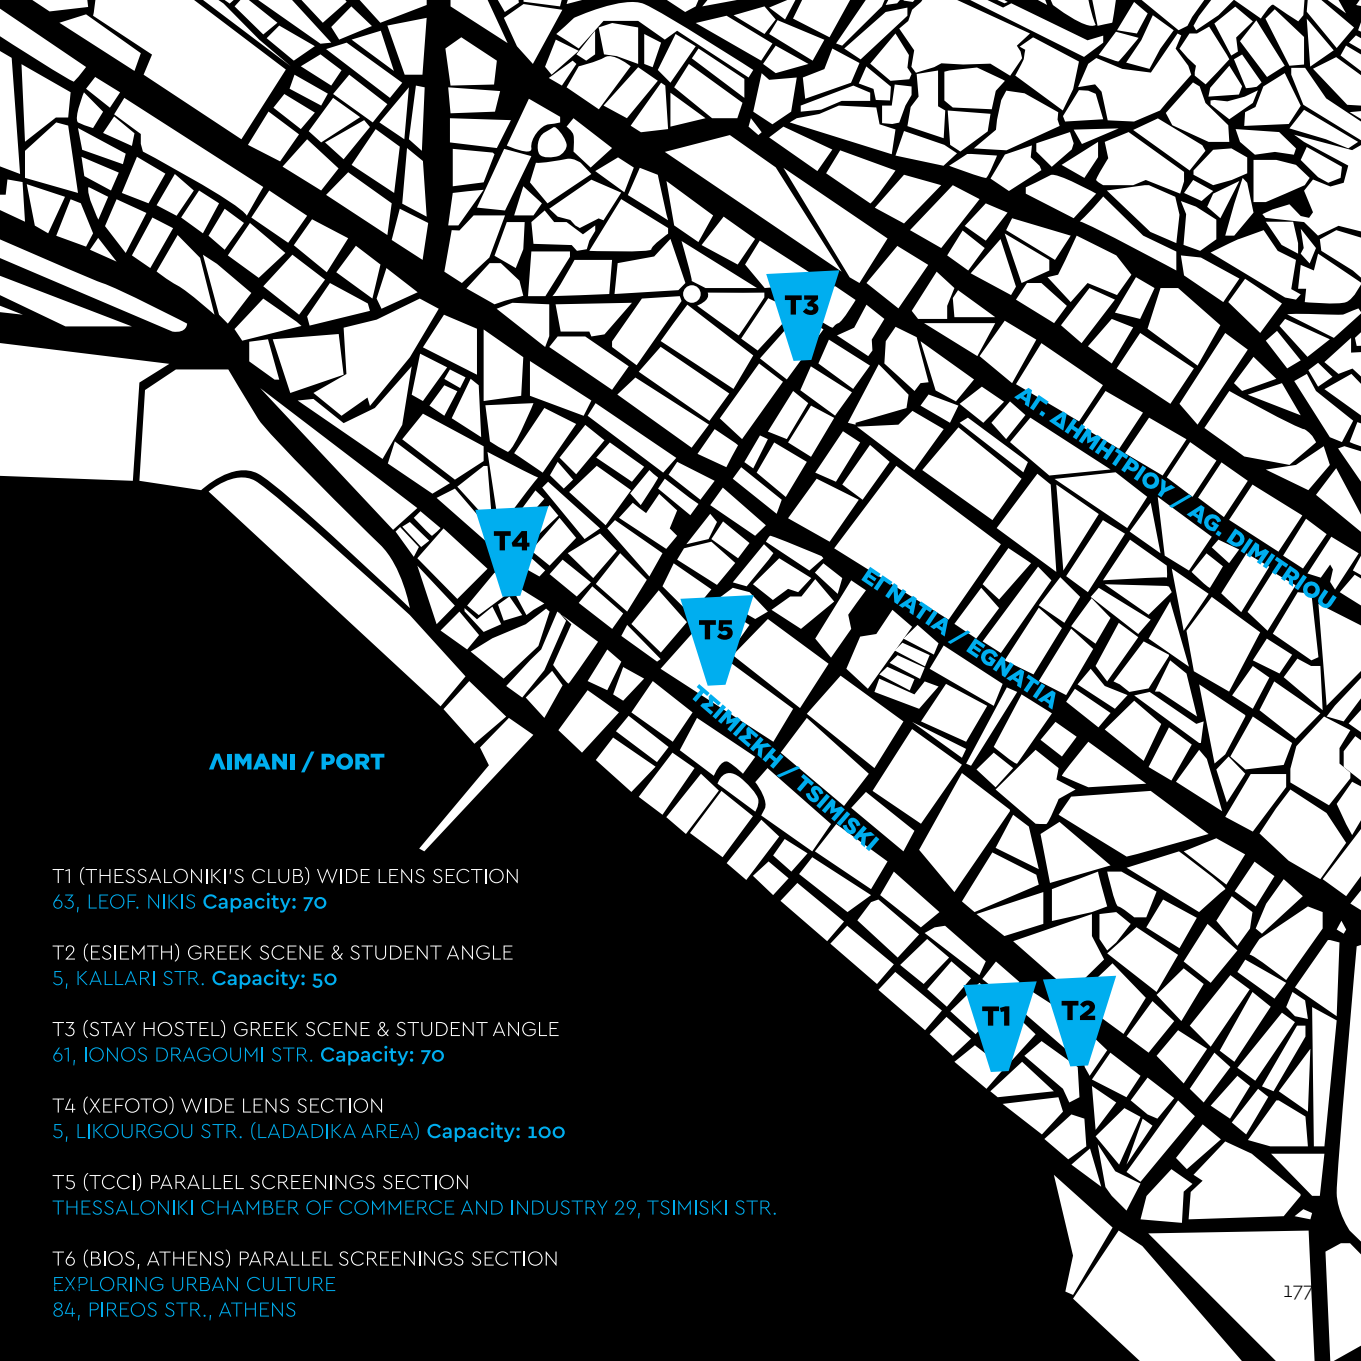 T3
ΑΓ. ΔΗΜΗΤΡΙΟΥ / AG. DIMITRIOU
T4
ΕΓΝΑΤΙΑ / EGNATIA
T5
ΤΣΙΜΙΣΚΗ / TSIMISKI
ΛΙΜΑΝΙ / PORT
T1 (THESSALONIKI'S CLUB) WIDE LENS SECTION
63, LEOF. NIKIS Capacity: 70
T2 (ESIEMTH) GREEK SCENE & STUDENT ANGLE
5, KALLARI STR. Capacity: 50
T1
T2
T3 (STAY HOSTEL) GREEK SCENE & STUDENT ANGLE
61, IONOS DRAGOUMI STR. Capacity: 70
T4 (XEFOTO) WIDE LENS SECTION
5, LIKOURGOU STR. (LADADIKA AREA) Capacity: 100
T5 (TCCI) PARALLEL SCREENINGS SECTION
THESSALONIKI CHAMBER OF COMMERCE AND INDUSTRY 29, TSIMISKI STR.
T6 (BIOS, ATHENS) PARALLEL SCREENINGS SECTION
EXPLORING URBAN CULTURE
84, PIREOS STR., ATHENS
177